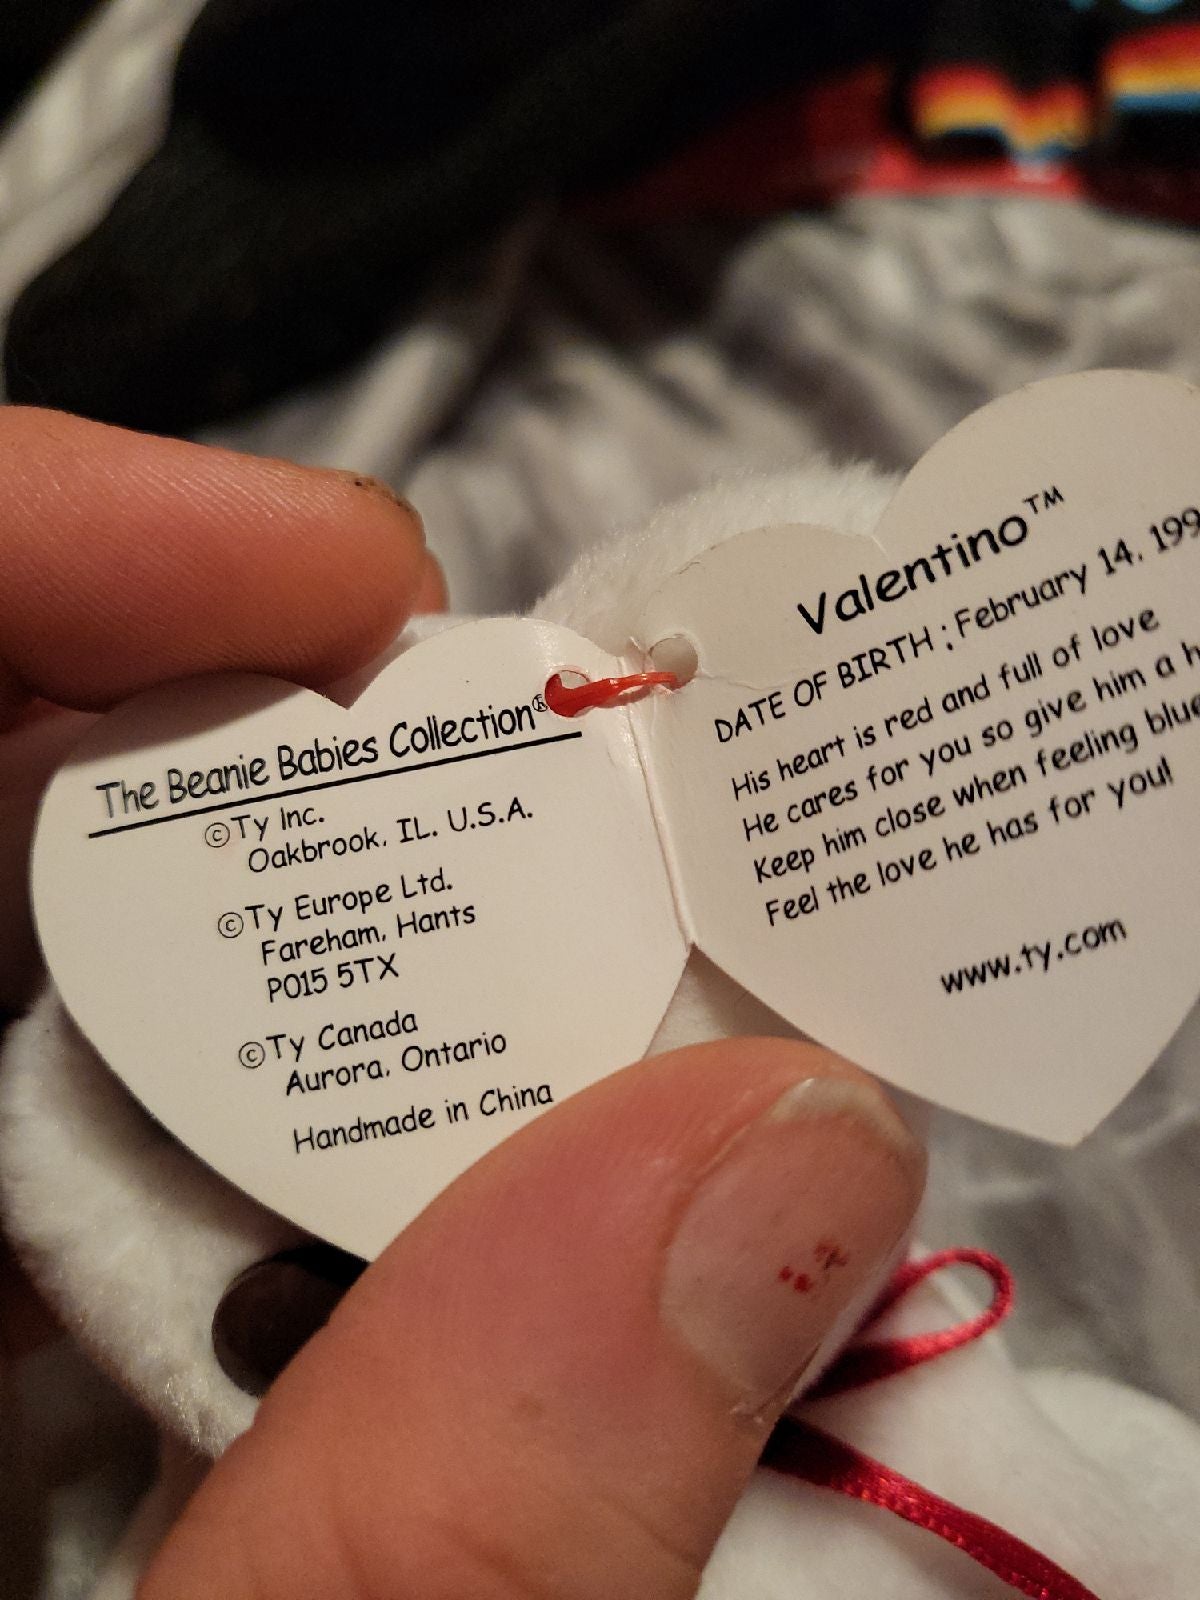 The Beanie Babies Collection®
©Ty Inc.
Oakbrook, IL. U.S.A.
©Ty Europe Ltd.
Fareham, Hants
PO15 5TX
©Ty Canada
Aurora, Ontario
Handmade in China
Valentino™
DATE OF BIRTH : February 14, 199
His heart is red and full of love
He cares for you so give him a
Keep him close when feeling blue
Feel the love he has for you!
www.ty.com